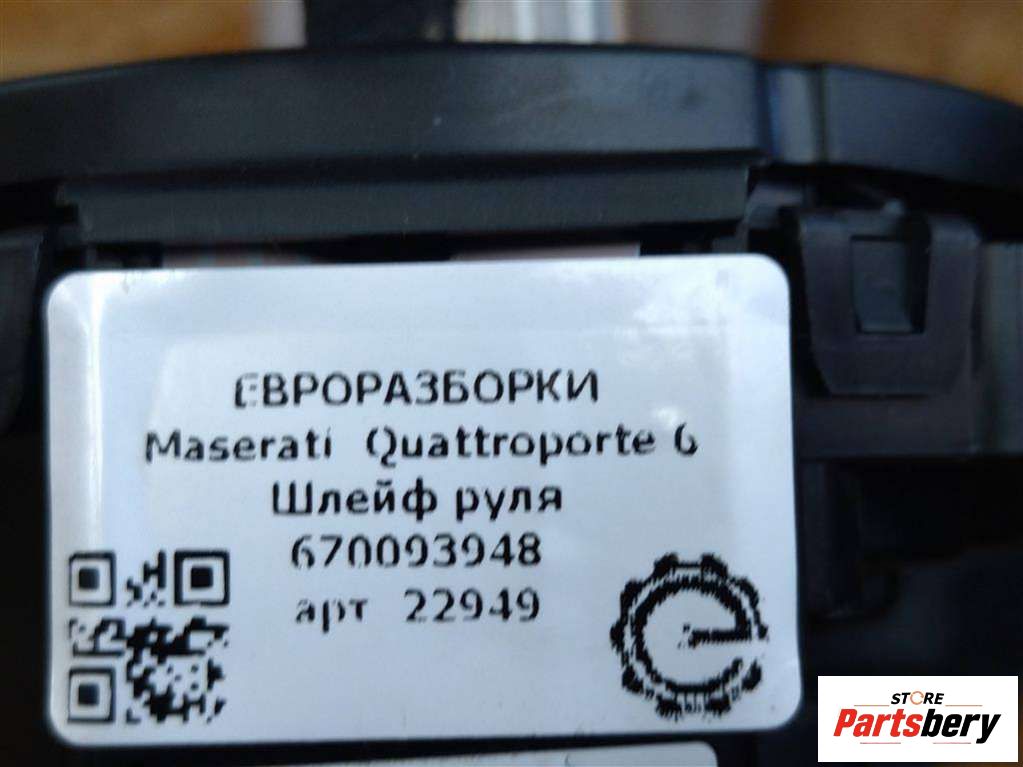 ЕВРОРАЗБОРКИ
Maserati Quattroporte 6
Шлейф руля
670093948
арт 22949
STORE
Partsbery